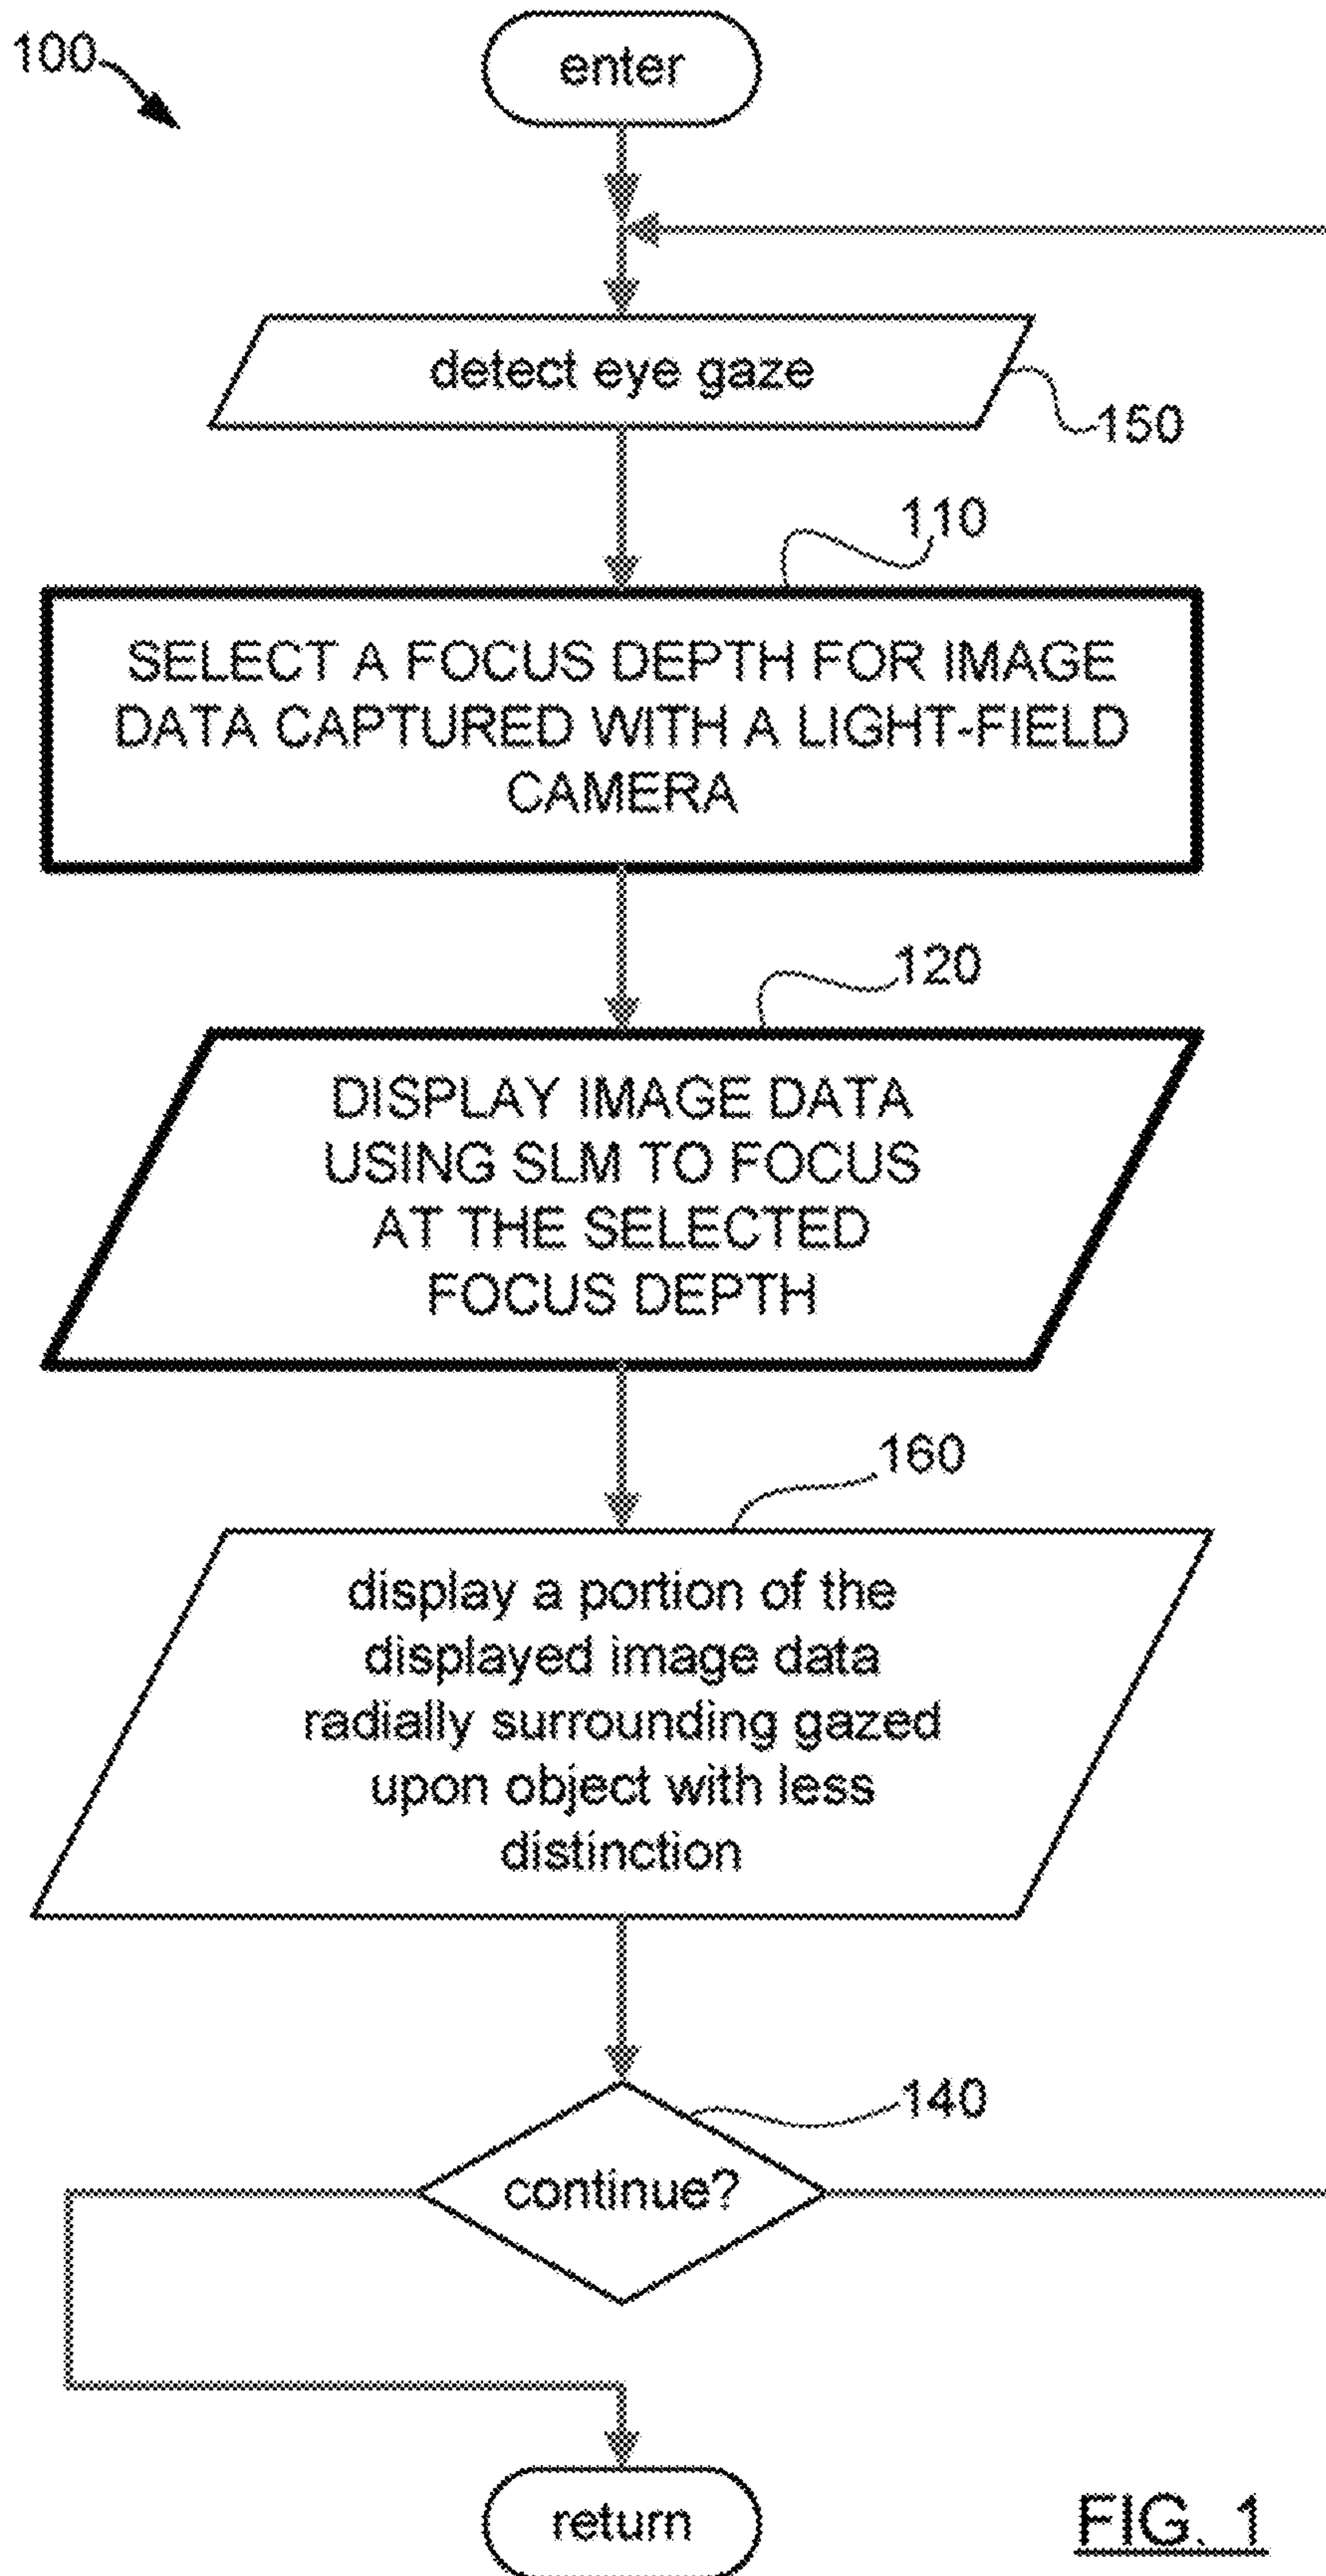 100
enter
detect eye gaze
150
110
SELECT A FOCUS DEPTH FOR IMAGE
DATA CAPTURED WITH A LIGHT-FIELD
CAMERA
120
DISPLAY IMAGE DATA
USING SLM TO FOCUS
AT THE SELECTED
FOCUS DEPTH
160
display a portion of the
displayed image data
radially surrounding gazed
upon object with less
distinction
140
continue?
return
FIG. 1